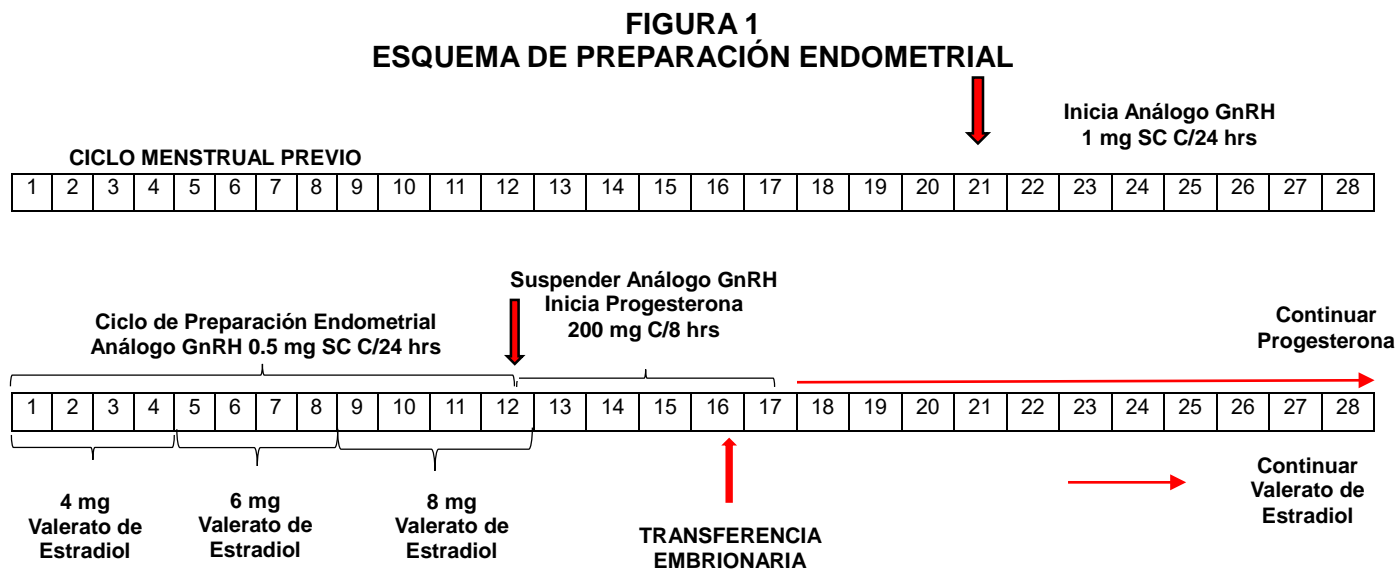 FIGURA 1
ESQUEMA DE PREPARACIÓN ENDOMETRIAL
Inicia Análogo GnRH
1 mg SC C/24 hrs
CICLO MENSTRUAL PREVIO
1 2 3 4 5 6 7 8 9 10 11 12 13 14 15 16 17 18 19 20 21 22 23 24 25 26 27 28
Suspender Análogo GnRH
Inicia Progesterona
200 mg C/8 hrs
Ciclo de Preparación Endometrial
Análogo GnRH 0.5 mg SC C/24 hrs
Continuar
Progesterona
1 2 3 4 5 6 7 8 9 10 11 12 13 14 15 16 17 18 19 20 21 22 23 24 25 26 27 28
4 mg
Valerato de
Estradiol
6 mg
Valerato de
Estradiol
8 mg
Valerato de
Estradiol
TRANSFERENCIA
EMBRIONARIA
Continuar
Valerato de
Estradiol